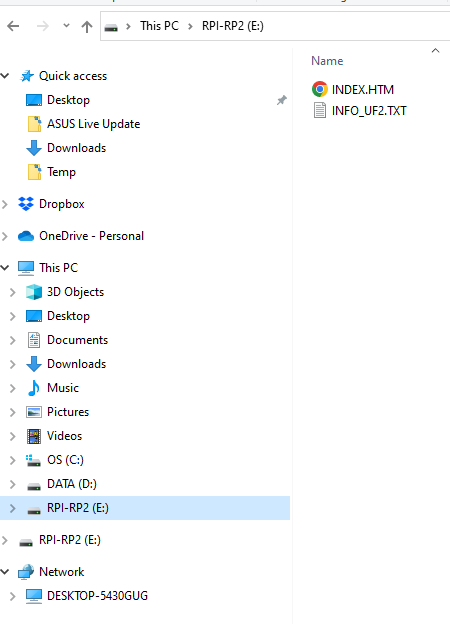 This PC > RPI-RP2 (E:)
Quick access
Desktop
ASUS Live Update
Downloads
Temp
Dropbox
OneDrive - Personal
This PC
3D Objects
Desktop
Documents
Downloads
Music
Pictures
Videos
OS (C:)
DATA (D:)
RPI-RP2 (E:)
RPI-RP2 (E:)
Network
DESKTOP-5430GUG
Name
INDEX.HTM
INFO_UF2.TXT